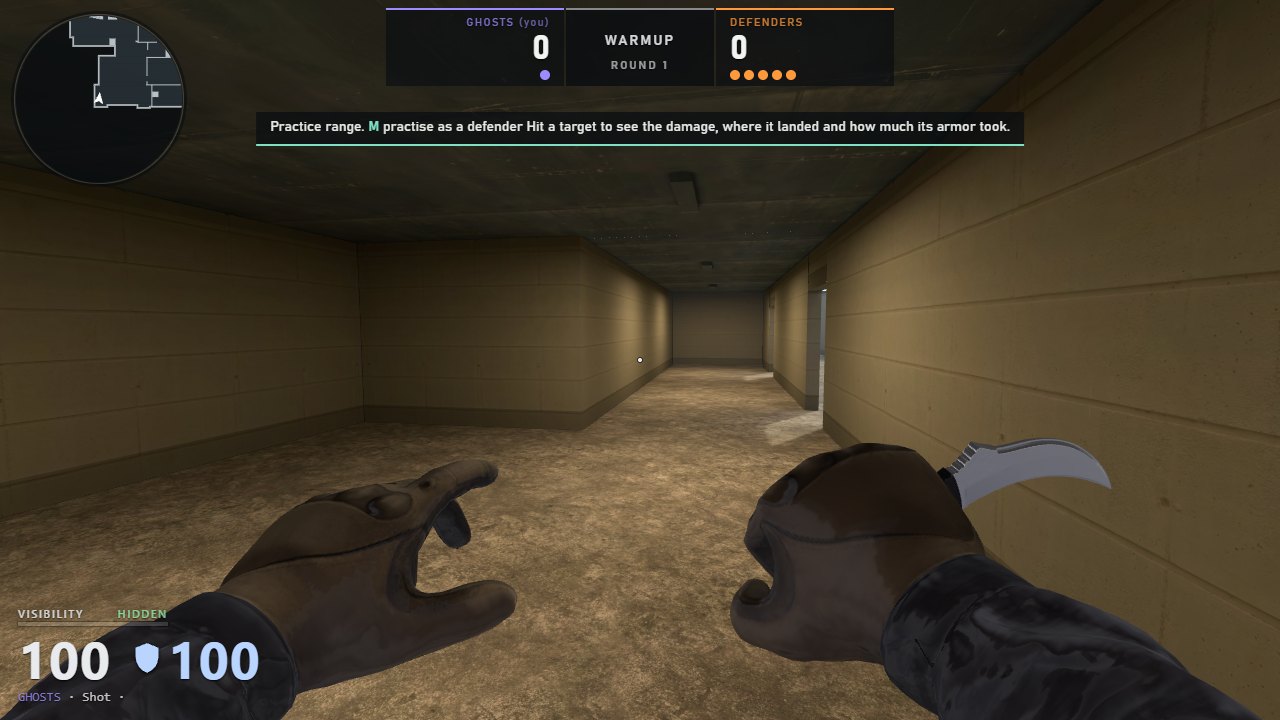 GHOSTS (you)
0
WARMUP
ROUND 1
DEFENDERS
0
Practice range. M practise as a defender Hit a target to see the damage, where it landed and how much its armor took.
VISIBILITY HIDDEN
100 100
GHOSTS · Shot ·